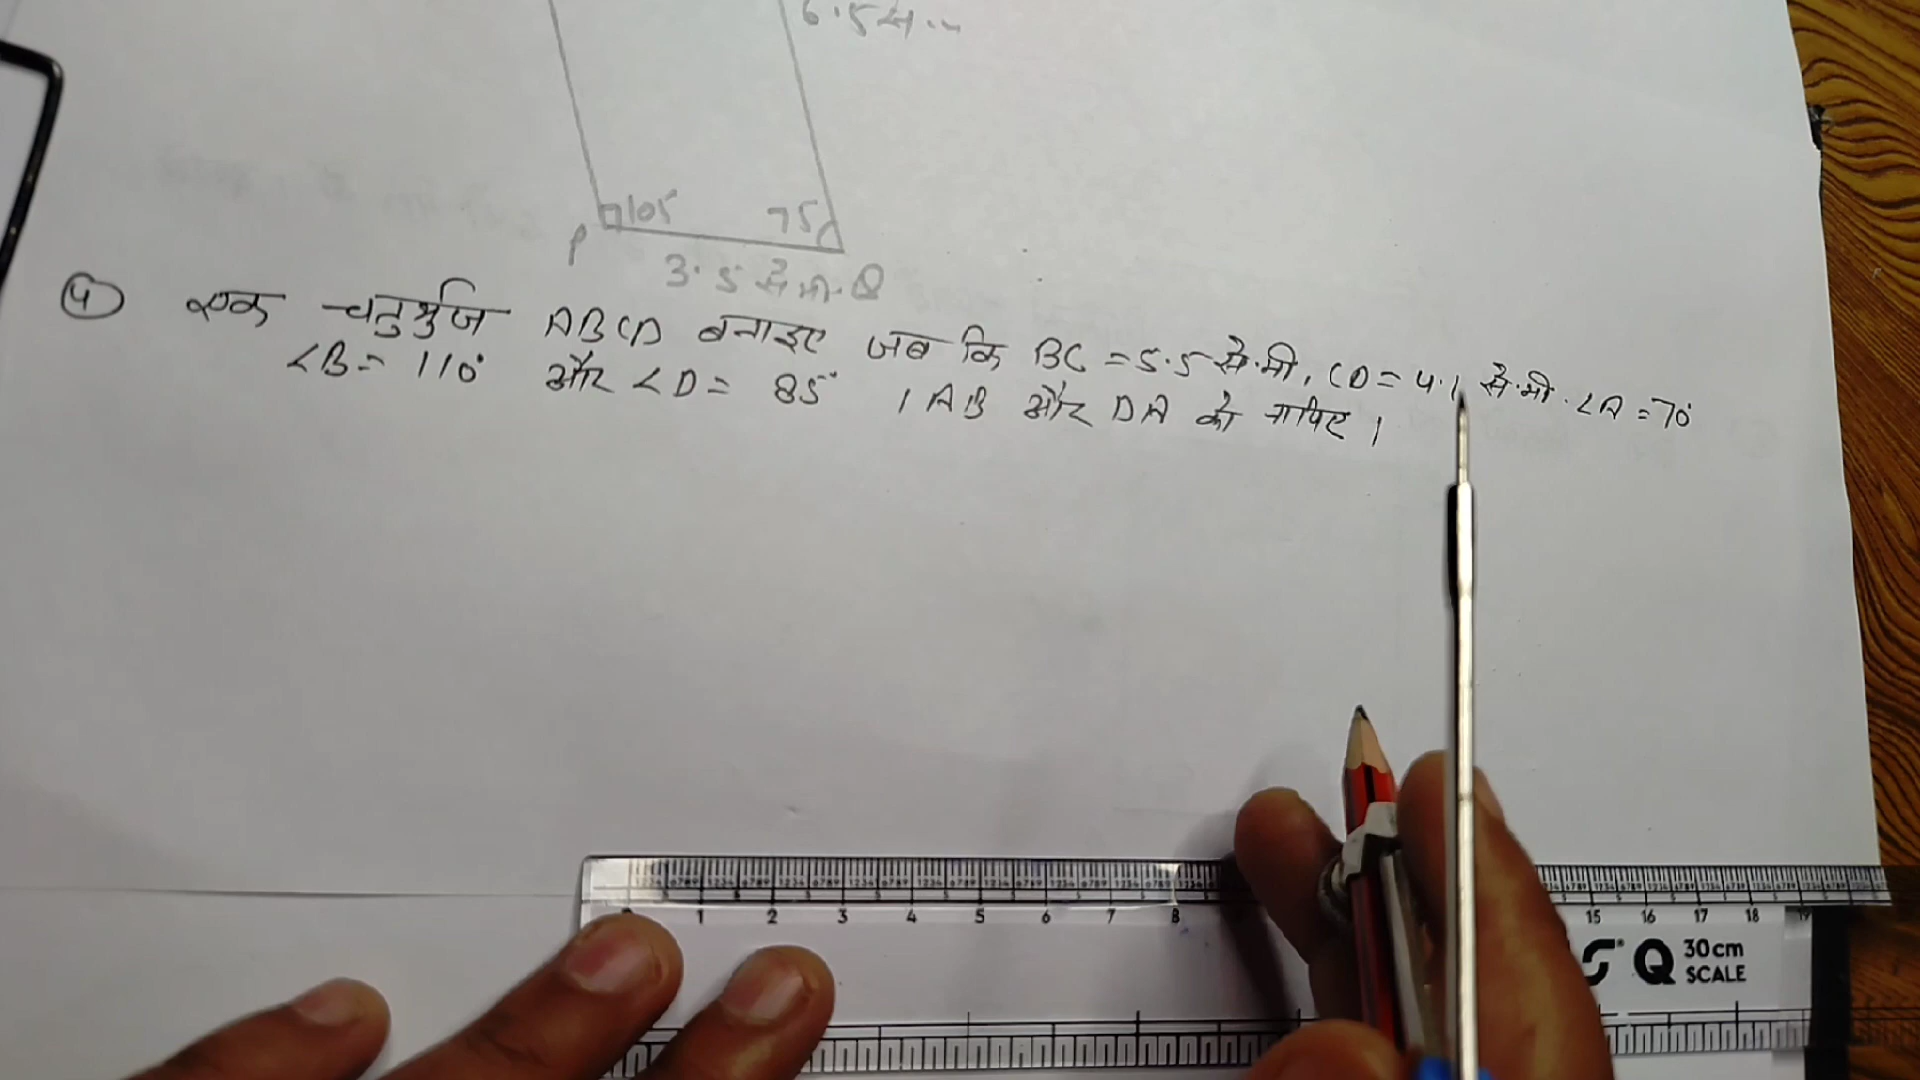 6.5 से.मी
105 75
P 3.5 से.मी. Q
④ एक चतुर्भुज ABCD बनाइए जब कि BC = 5.5 से.मी, CD = 4.1 से.मी. <A = 70°
<B = 110° और <D = 85° । AB और DA को नापिए ।
1 2 3 4 5 6 7 8 15 16 17 18 19
Q 30cm
SCALE